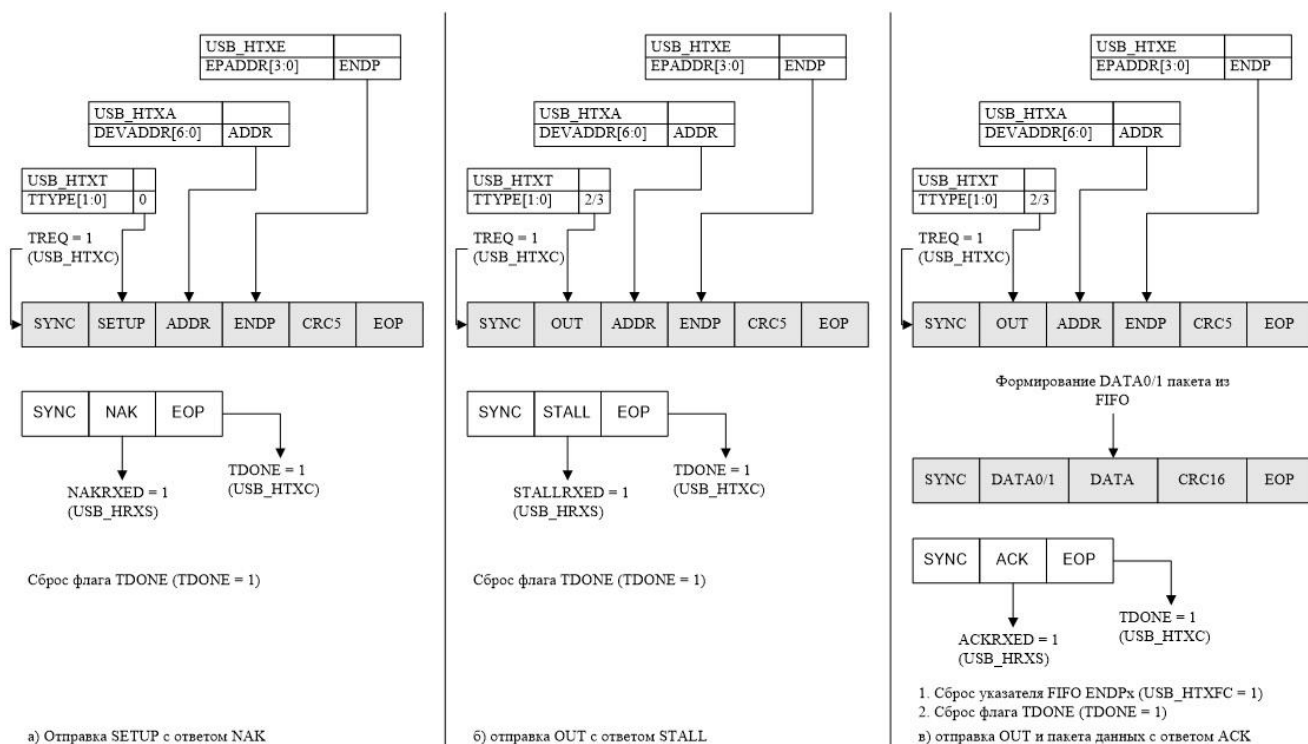 USB_HTXE
EPADDR[3:0] ENDP
USB_HTXA
DEVADDR[6:0] ADDR
USB_HTXT
TTYPE[1:0] 0
TREQ = 1
(USB_HTXC)
SYNC SETUP ADDR ENDP CRC5 EOP
SYNC NAK EOP
TDONE = 1
(USB_HTXC)
NAKRXED = 1
(USB_HRXS)
Сброс флага TDONE (TDONE = 1)
а) Отправка SETUP с ответом NAK
USB_HTXE
EPADDR[3:0] ENDP
USB_HTXA
DEVADDR[6:0] ADDR
USB_HTXT
TTYPE[1:0] 2/3
TREQ = 1
(USB_HTXC)
SYNC OUT ADDR ENDP CRC5 EOP
SYNC STALL EOP
TDONE = 1
(USB_HTXC)
STALLRXED = 1
(USB_HRXS)
Сброс флага TDONE (TDONE = 1)
б) отправка OUT с ответом STALL
USB_HTXE
EPADDR[3:0] ENDP
USB_HTXA
DEVADDR[6:0] ADDR
USB_HTXT
TTYPE[1:0] 2/3
TREQ = 1
(USB_HTXC)
SYNC OUT ADDR ENDP CRC5 EOP
Формирование DATA0/1 пакета из
FIFO
SYNC DATA0/1 DATA CRC16 EOP
SYNC ACK EOP
TDONE = 1
(USB_HTXC)
ACKRXED = 1
(USB_HRXS)
1. Сброс указателя FIFO ENDPx (USB_HTXFC = 1)
2. Сброс флага TDONE (TDONE = 1)
в) отправка OUT и пакета данных с ответом ACK